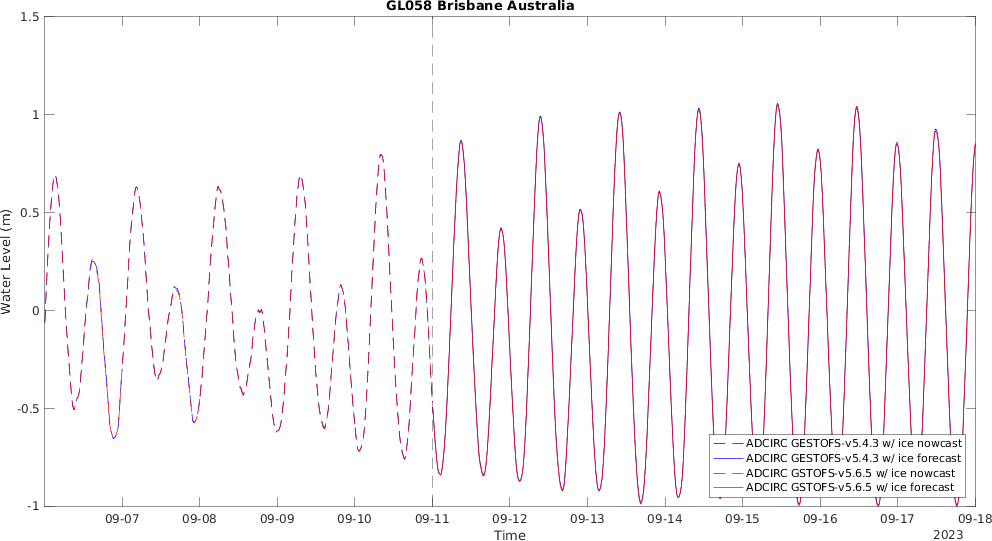 GL058 Brisbane Australia
1.5
1
0.5
0
-0.5
-1
Water Level (m)
ADCIRC GESTOFS-v5.4.3 w/ ice nowcast
ADCIRC GESTOFS-v5.4.3 w/ ice forecast
ADCIRC GSTOFS-v5.6.5 w/ ice nowcast
ADCIRC GSTOFS-v5.6.5 w/ ice forecast
09-07 09-08 09-09 09-10 09-11 09-12 09-13 09-14 09-15 09-16 09-17 09-18
Time
2023